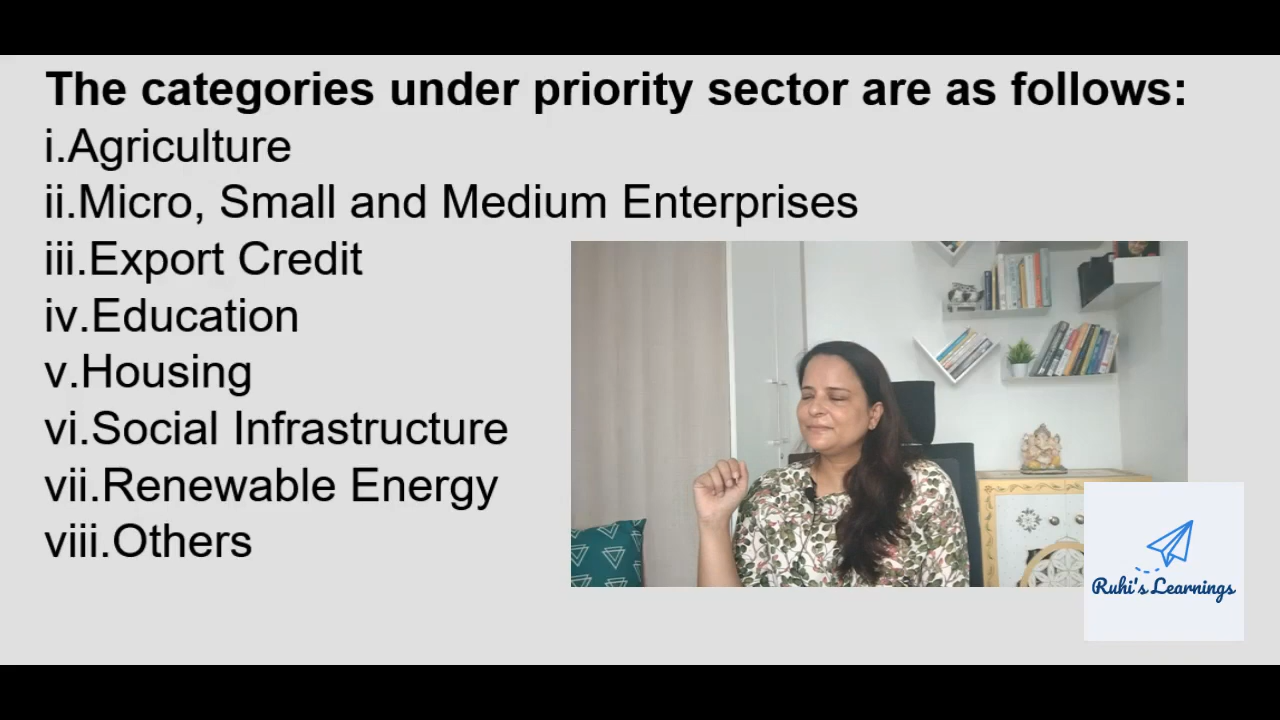 The categories under priority sector are as follows:
i.Agriculture
ii.Micro, Small and Medium Enterprises
iii.Export Credit
iv.Education
v.Housing
vi.Social Infrastructure
vii.Renewable Energy
viii.Others
Ruhi's Learnings